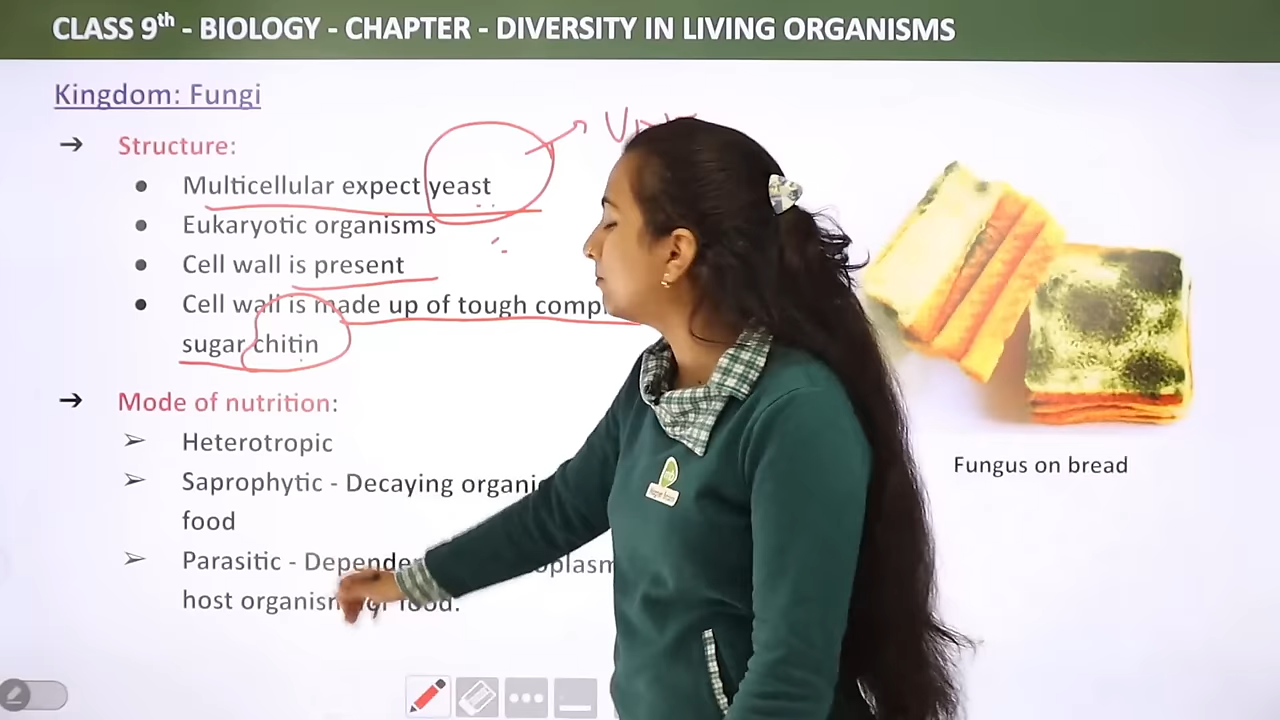 CLASS 9th - BIOLOGY - CHAPTER - DIVERSITY IN LIVING ORGANISMS
Kingdom: Fungi
➔ Structure:
● Multicellular expect yeast
● Eukaryotic organisms
● Cell wall is present
● Cell wall is made up of tough
sugar chitin
➔ Mode of nutrition:
➢ Heterotropic
➢ Saprophytic - Decaying
food
➢ Parasitic -
host food.
Fungus on bread